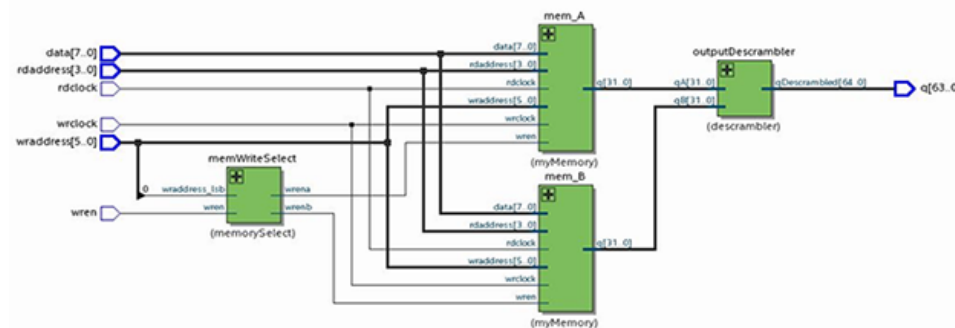 mem_A
data[7..0]
data[7..0]
rdaddress[3..0]
rdaddress[3..0]
rdclock
rdclock
q[31..0]
wraddress[5..0]
wrclock
wrclock
wraddress[5..0]
wren
(myMemory)
outputDescrambler
qA[31..0]
qDescrambled[64..0]
qB[31..0]
(descrambler)
q[63..0
memWriteSelect
0
wraddress_lsb
wrena
wren
wren
wrenb
(memorySelect)
mem_B
data[7..0]
rdaddress[3..0]
rdclock
q[31..0]
wraddress[5..0]
wrclock
wren
(myMemory)